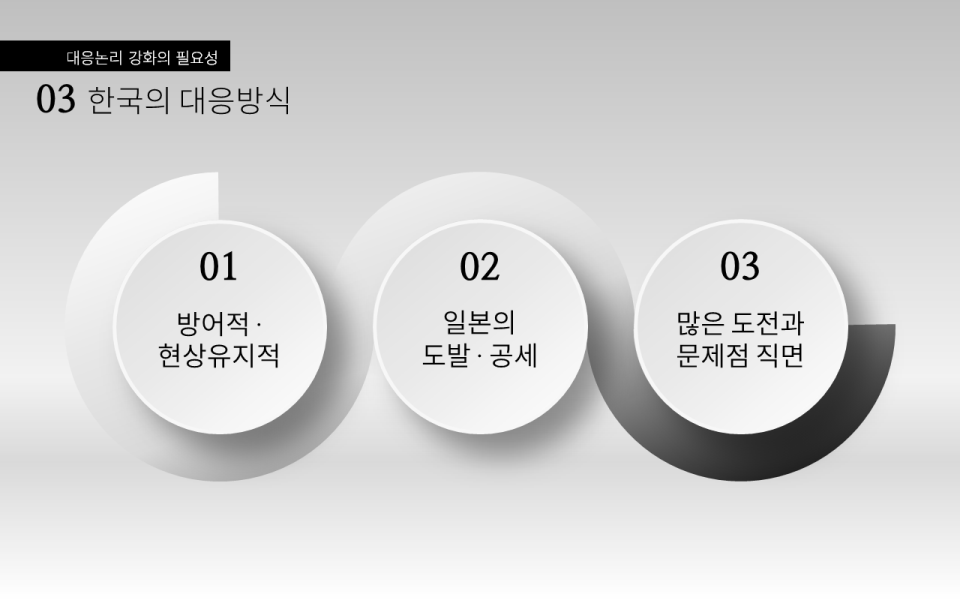 대응논리 강화의 필요성
03 한국의 대응방식
01
방어적 ·
현상유지적
02
일본의
도발 · 공세
03
많은 도전과
문제점 직면